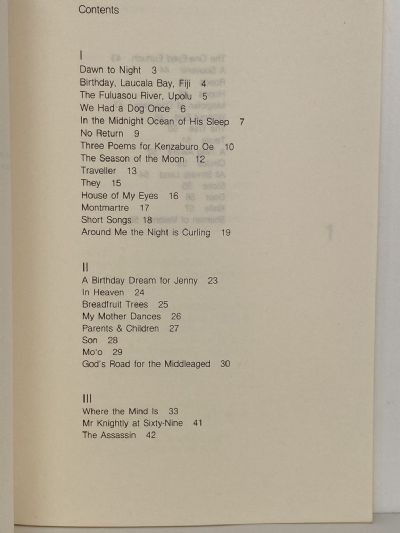 Contents
I
Dawn to Night 3
Birthday, Laucala Bay, Fiji 4
The Fuluasou River, Upolu 5
We Had a Dog Once 6
In the Midnight Ocean of His Sleep 7
No Return 9
Three Poems for Kenzaburo Oe 10
The Season of the Moon 12
Traveller 13
They 15
House of My Eyes 16
Montmartre 17
Short Songs 18
Around Me the Night is Curling 19
II
A Birthday Dream for Jenny 23
In Heaven 24
Breadfruit Trees 25
My Mother Dances 26
Parents & Children 27
Son 28
Mo'o 29
God's Road for the Middleaged 30
III
Where the Mind Is 33
Mr Knightly at Sixty-Nine 41
The Assassin 42